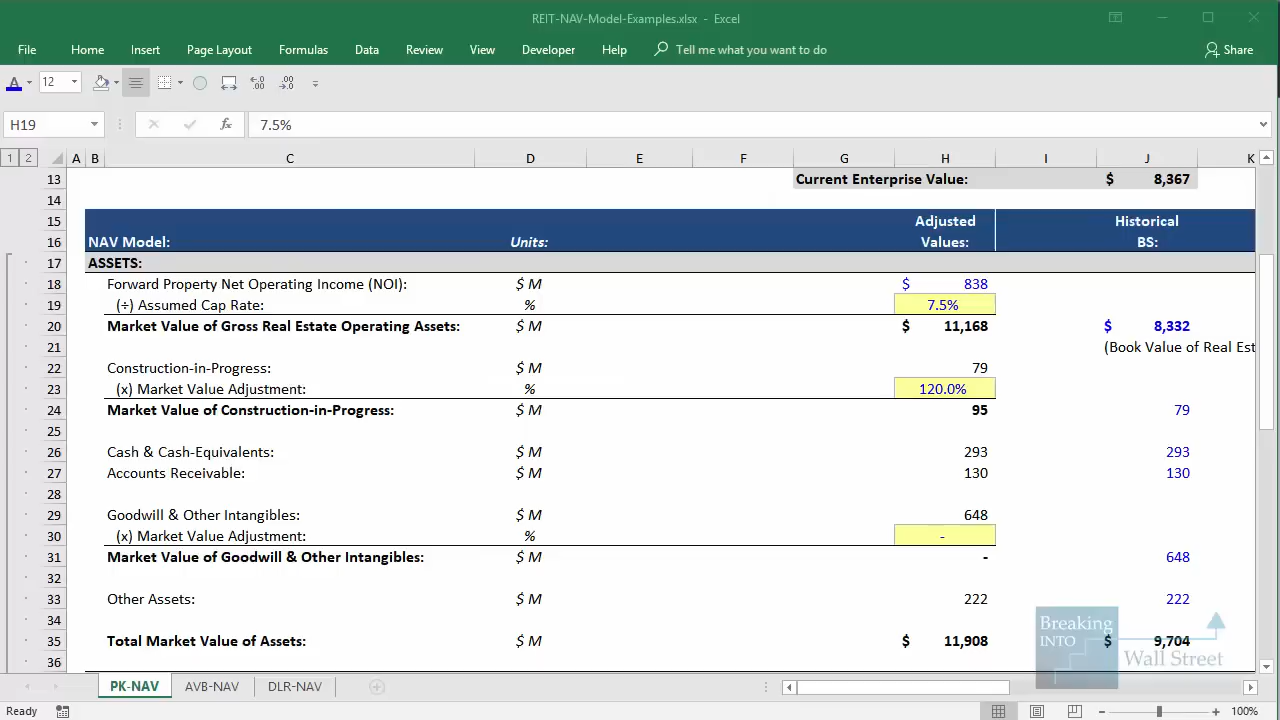 REIT-NAV-Model-Examples.xlsx - Excel
File Home Insert Page Layout Formulas Data Review View Developer Help Tell me what you want to do Share
A 12 ←.0 .00 .00 →.0
H19 fx 7.5%
1 2 A B C D E F G H I J K
13 Current Enterprise Value: $ 8,367
14
15 Adjusted Historical
16 NAV Model: Units: Values: BS:
17 ASSETS:
18 Forward Property Net Operating Income (NOI): $ M $ 838
19 (÷) Assumed Cap Rate: % 7.5%
20 Market Value of Gross Real Estate Operating Assets: $ M $ 11,168 $ 8,332
21 (Book Value of Real Est
22 Construction-in-Progress: $ M 79
23 (x) Market Value Adjustment: % 120.0%
24 Market Value of Construction-in-Progress: $ M 95 79
25
26 Cash & Cash-Equivalents: $ M 293 293
27 Accounts Receivable: $ M 130 130
28
29 Goodwill & Other Intangibles: $ M 648
30 (x) Market Value Adjustment: % -
31 Market Value of Goodwill & Other Intangibles: $ M - 648
32
33 Other Assets: $ M 222 222
34
35 Total Market Value of Assets: $ M $ 11,908 $ 9,704
36
Breaking
INTO
Wall Street
PK-NAV AVB-NAV DLR-NAV
Ready 100%